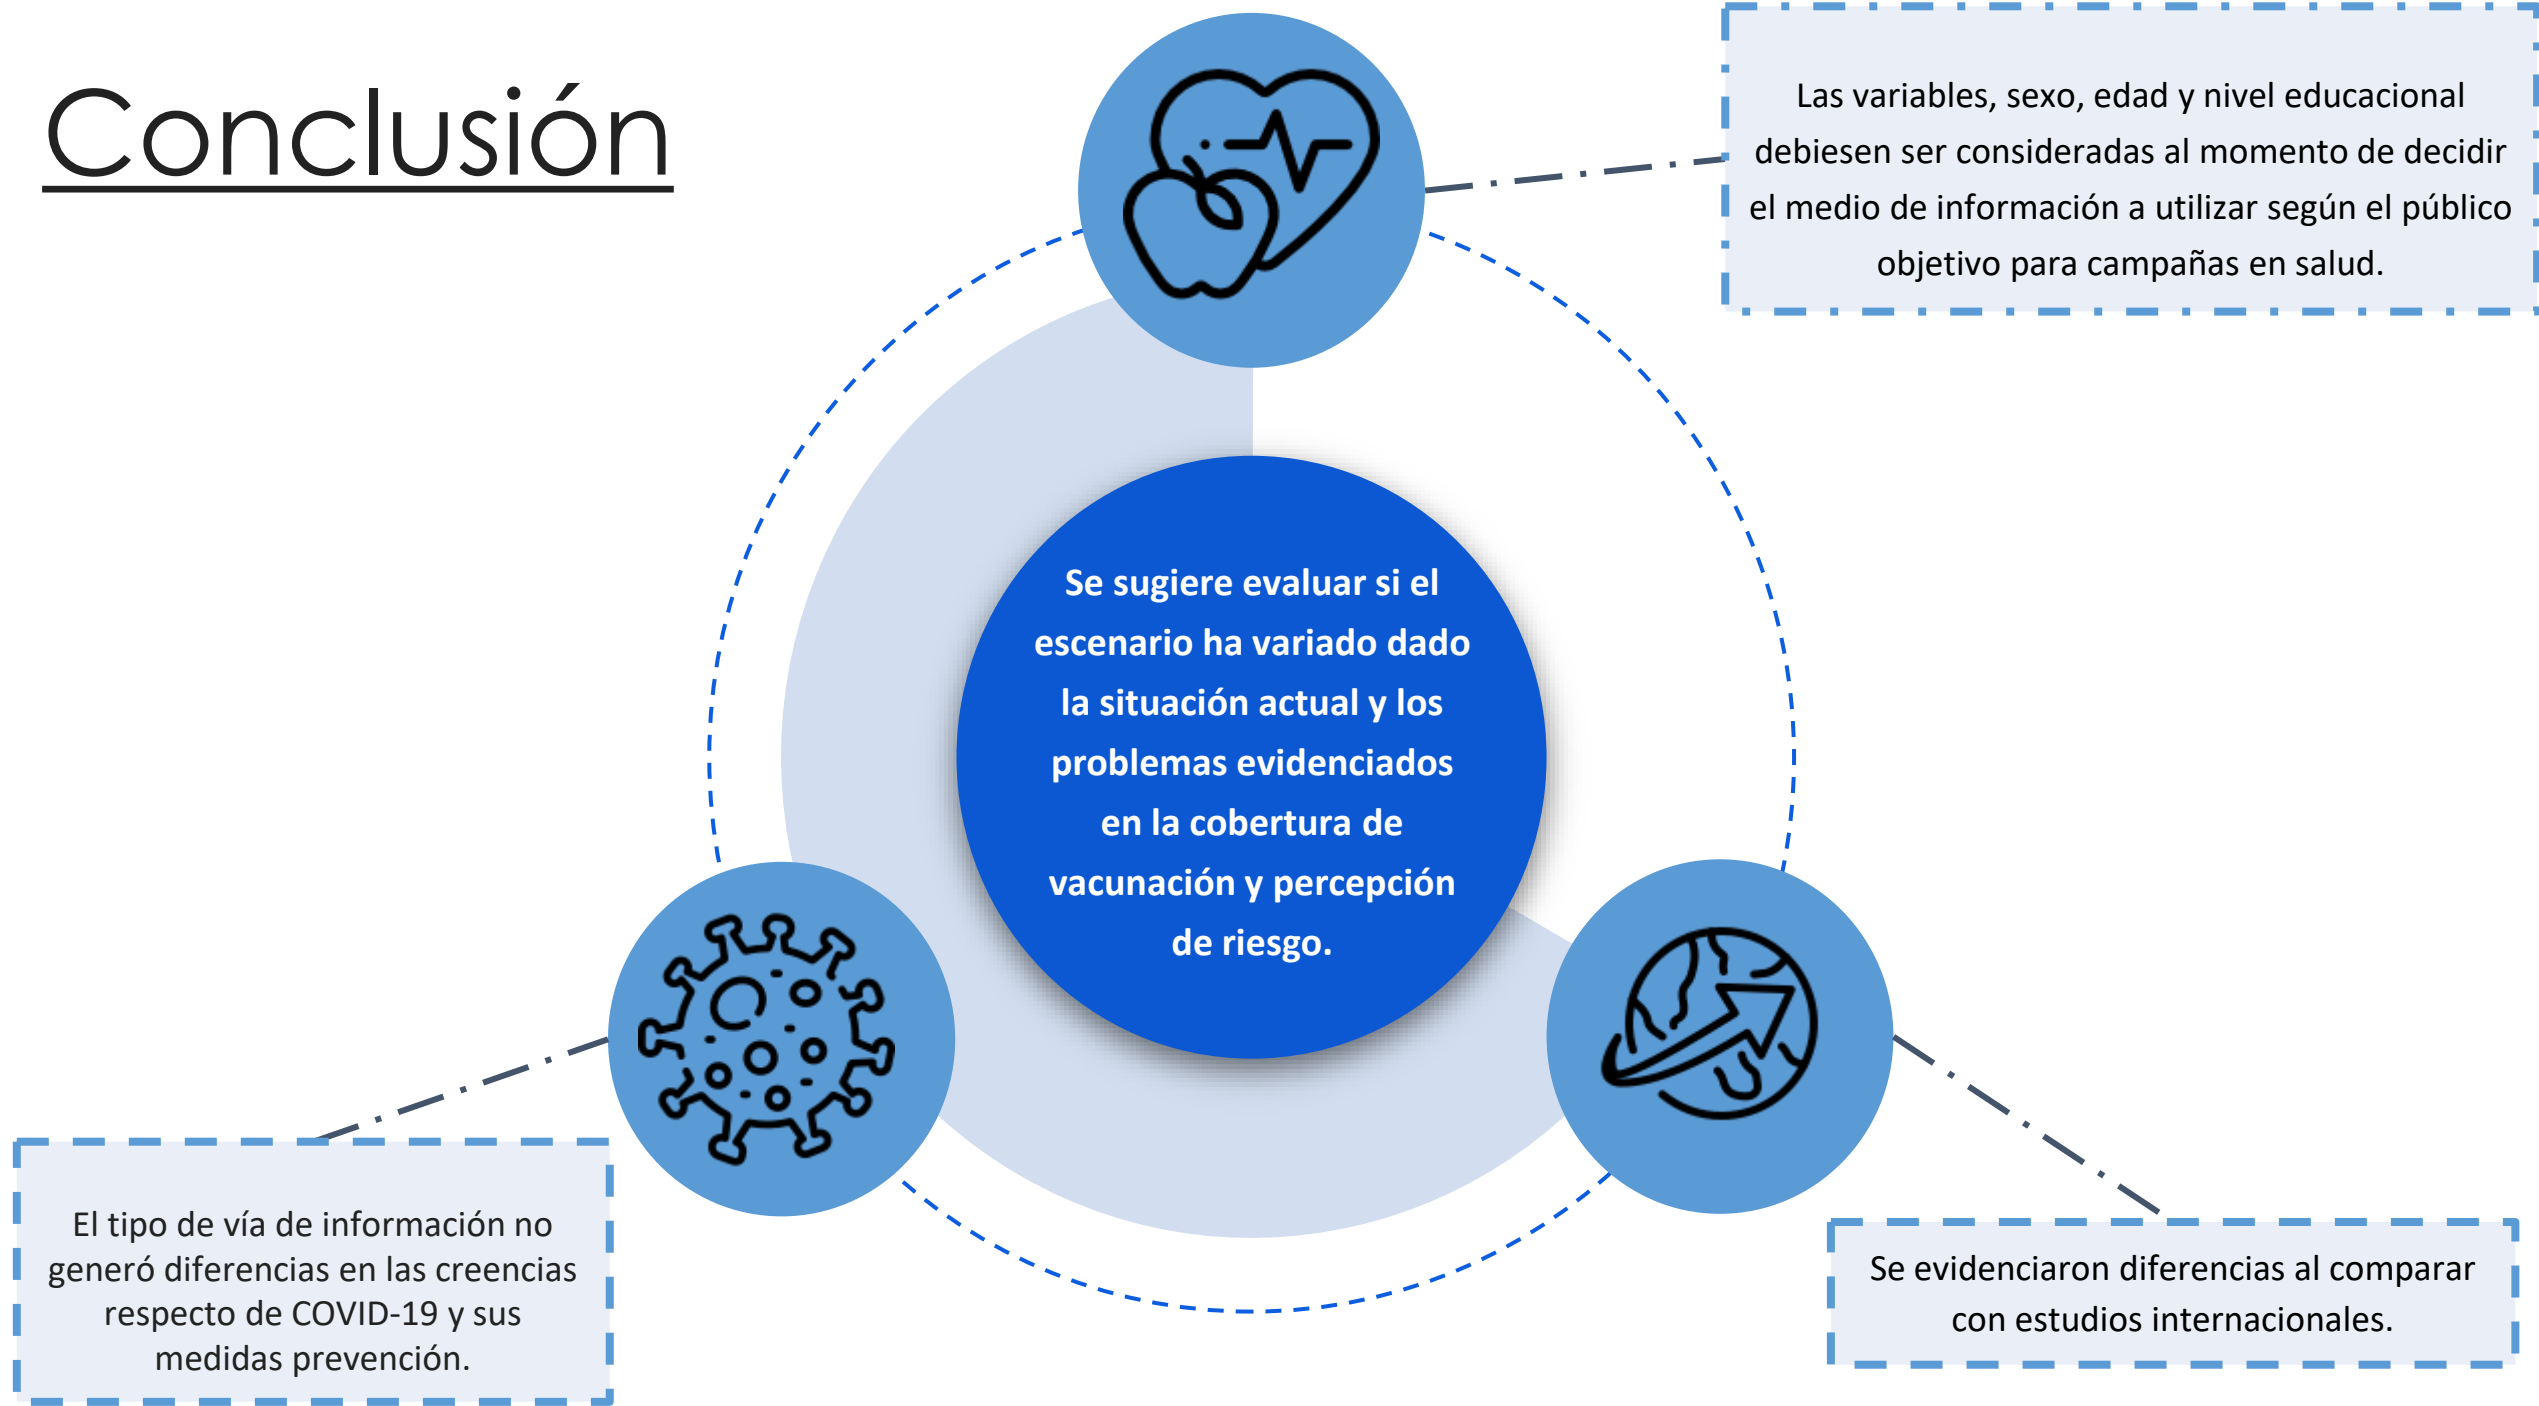 Conclusión
Las variables, sexo, edad y nivel educacional
debiesen ser consideradas al momento de decidir
el medio de información a utilizar según el público
objetivo para campañas en salud.
Se sugiere evaluar si el
escenario ha variado dado
la situación actual y los
problemas evidenciados
en la cobertura de
vacunación y percepción
de riesgo.
El tipo de vía de información no
generó diferencias en las creencias
respecto de COVID-19 y sus
medidas prevención.
Se evidenciaron diferencias al comparar
con estudios internacionales.